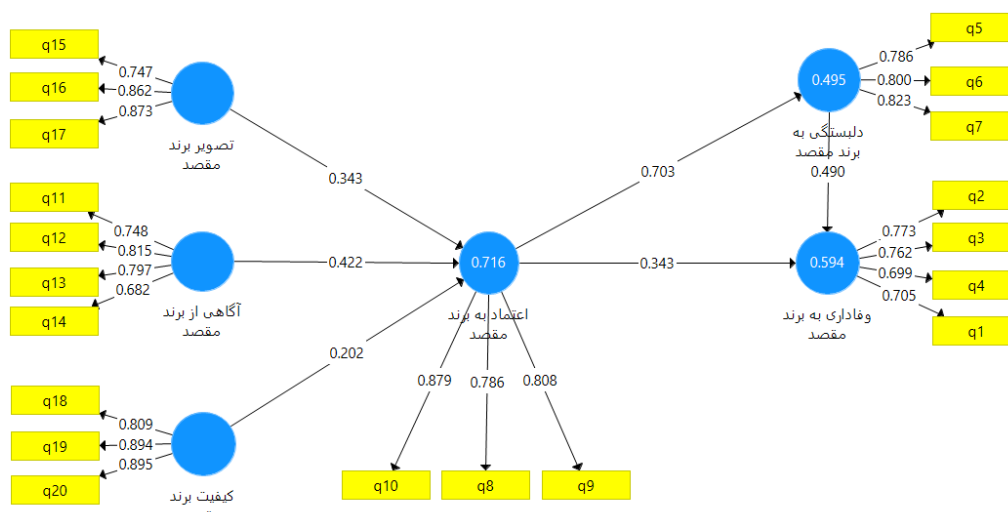 q15
q16
q17
0.747
0.862
0.873
تصویر برند
مقصد
0.343
q11
q12
q13
q14
0.748
0.815
0.797
0.682
آگاهی از برند
مقصد
0.422
q18
q19
q20
0.809
0.894
0.895
کیفیت برند
0.202
0.716
اعتماد به برند
مقصد
0.879
0.786
0.808
q10
q8
q9
0.703
0.343
0.495
دلبستگی به
برند مقصد
0.490
0.786
0.800
0.823
q5
q6
q7
0.594
وفاداری به برند
مقصد
0.773
0.762
0.699
0.705
q2
q3
q4
q1